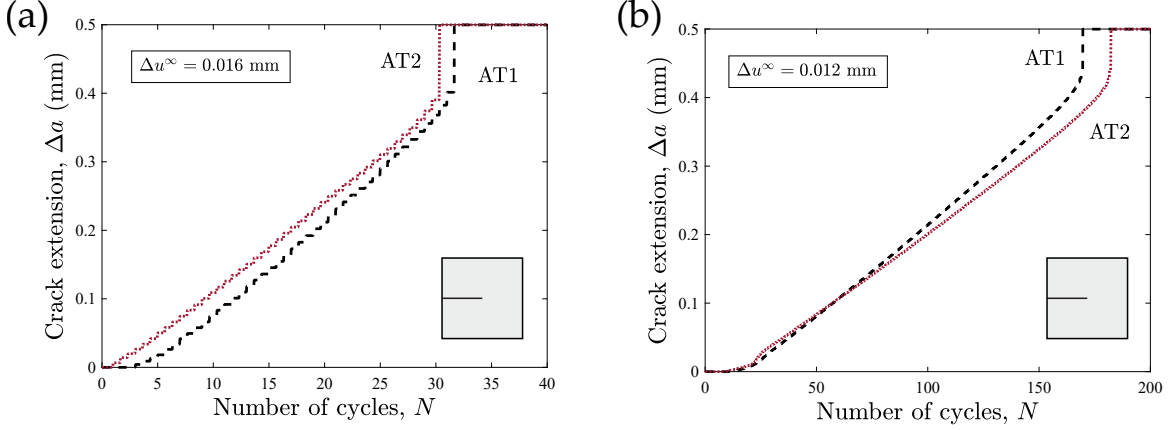 (a)
Crack extension, Δa (mm)
0.5
0.4
0.3
0.2
0.1
0
Δu^∞ = 0.016 mm
AT2
AT1
0 5 10 15 20 25 30 35 40
Number of cycles, N
(b)
Crack extension, Δa (mm)
0.5
0.4
0.3
0.2
0.1
0
Δu^∞ = 0.012 mm
AT1
AT2
0 50 100 150 200
Number of cycles, N